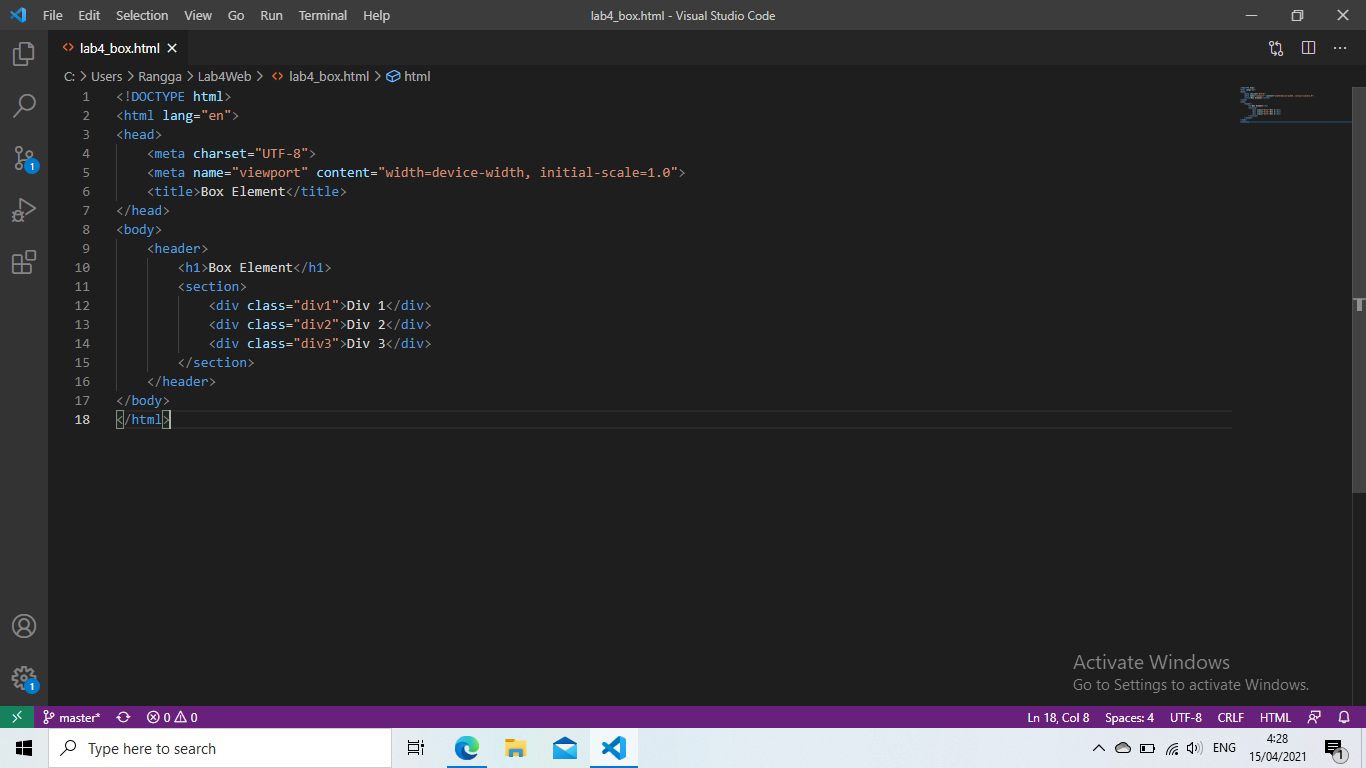 File Edit Selection View Go Run Terminal Help lab4_box.html - Visual Studio Code
<> lab4_box.html
C: > Users > Rangga > Lab4Web > <> lab4_box.html > html
1 <!DOCTYPE html>
2 <html lang="en">
3 <head>
4     <meta charset="UTF-8">
5     <meta name="viewport" content="width=device-width, initial-scale=1.0">
6     <title>Box Element</title>
7 </head>
8 <body>
9     <header>
10         <h1>Box Element</h1>
11         <section>
12             <div class="div1">Div 1</div>
13             <div class="div2">Div 2</div>
14             <div class="div3">Div 3</div>
15         </section>
16     </header>
17 </body>
18 </html>
1
1
Activate Windows
Go to Settings to activate Windows.
master* 0 0 Ln 18, Col 8 Spaces: 4 UTF-8 CRLF HTML
Type here to search ENG 4:28
15/04/2021
1